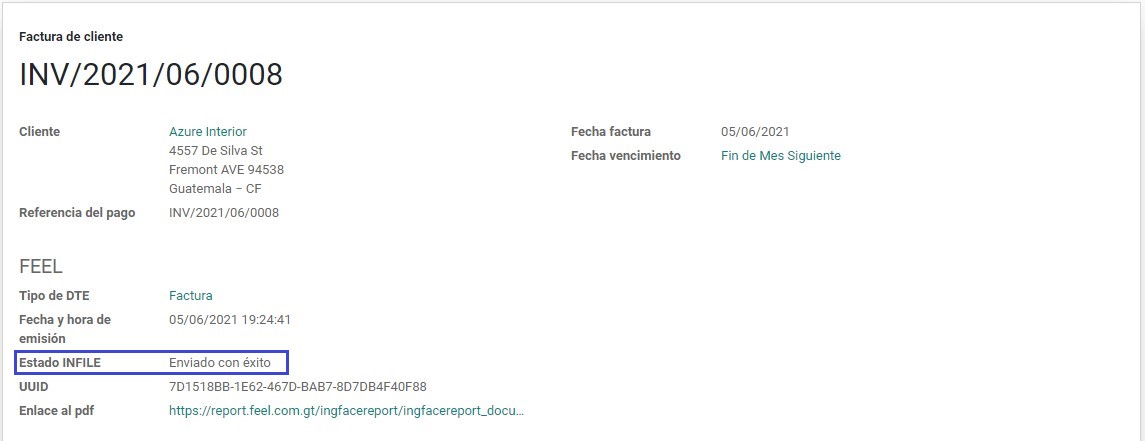 Factura de cliente
INV/2021/06/0008
Cliente Azure Interior Fecha factura 05/06/2021
4557 De Silva St Fecha vencimiento Fin de Mes Siguiente
Fremont AVE 94538
Guatemala – CF
Referencia del pago INV/2021/06/0008
FEEL
Tipo de DTE Factura
Fecha y hora de 05/06/2021 19:24:41
emisión
Estado INFILE Enviado con éxito
UUID 7D1518BB-1E62-467D-BAB7-8D7DB4F40F88
Enlace al pdf https://report.feel.com.gt/ingfacereport/ingfacereport_docu...